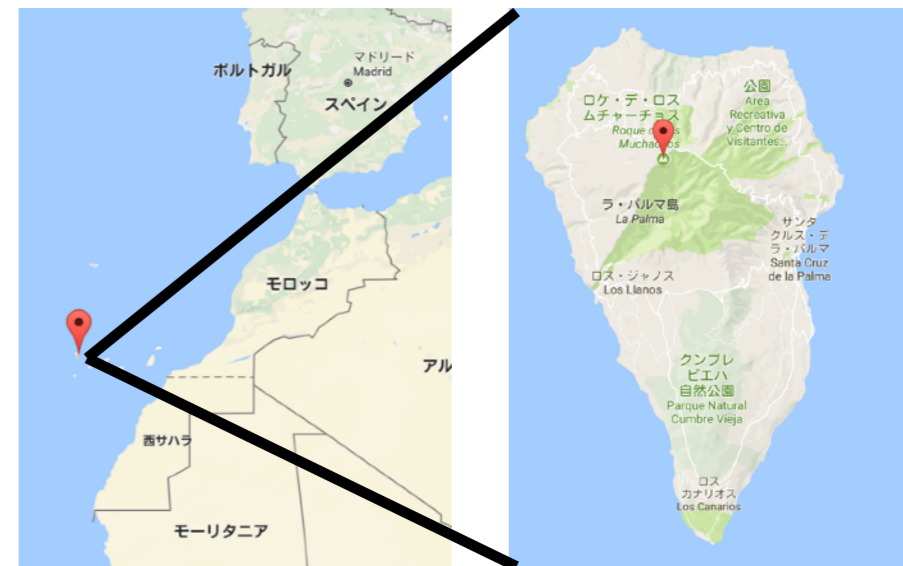 マドリード
Madrid
ポルトガル
スペイン
モロッコ
アル
西サハラ
モーリタニア
ロケ・デ・ロス
ムチャーチョス
Roque de los
Muchachos
公園
Area
Recreativa
y Centro de
Visitantes...
ラ・パルマ島
La Palma
サンタ
クルス・デ
ラ・パルマ
Santa Cruz
de la Palma
ロス・ジャノス
Los Llanos
クンブレ
ビエハ
自然公園
Parque Natural
Cumbre Vieja
ロス
カナリオス
Los Canarios